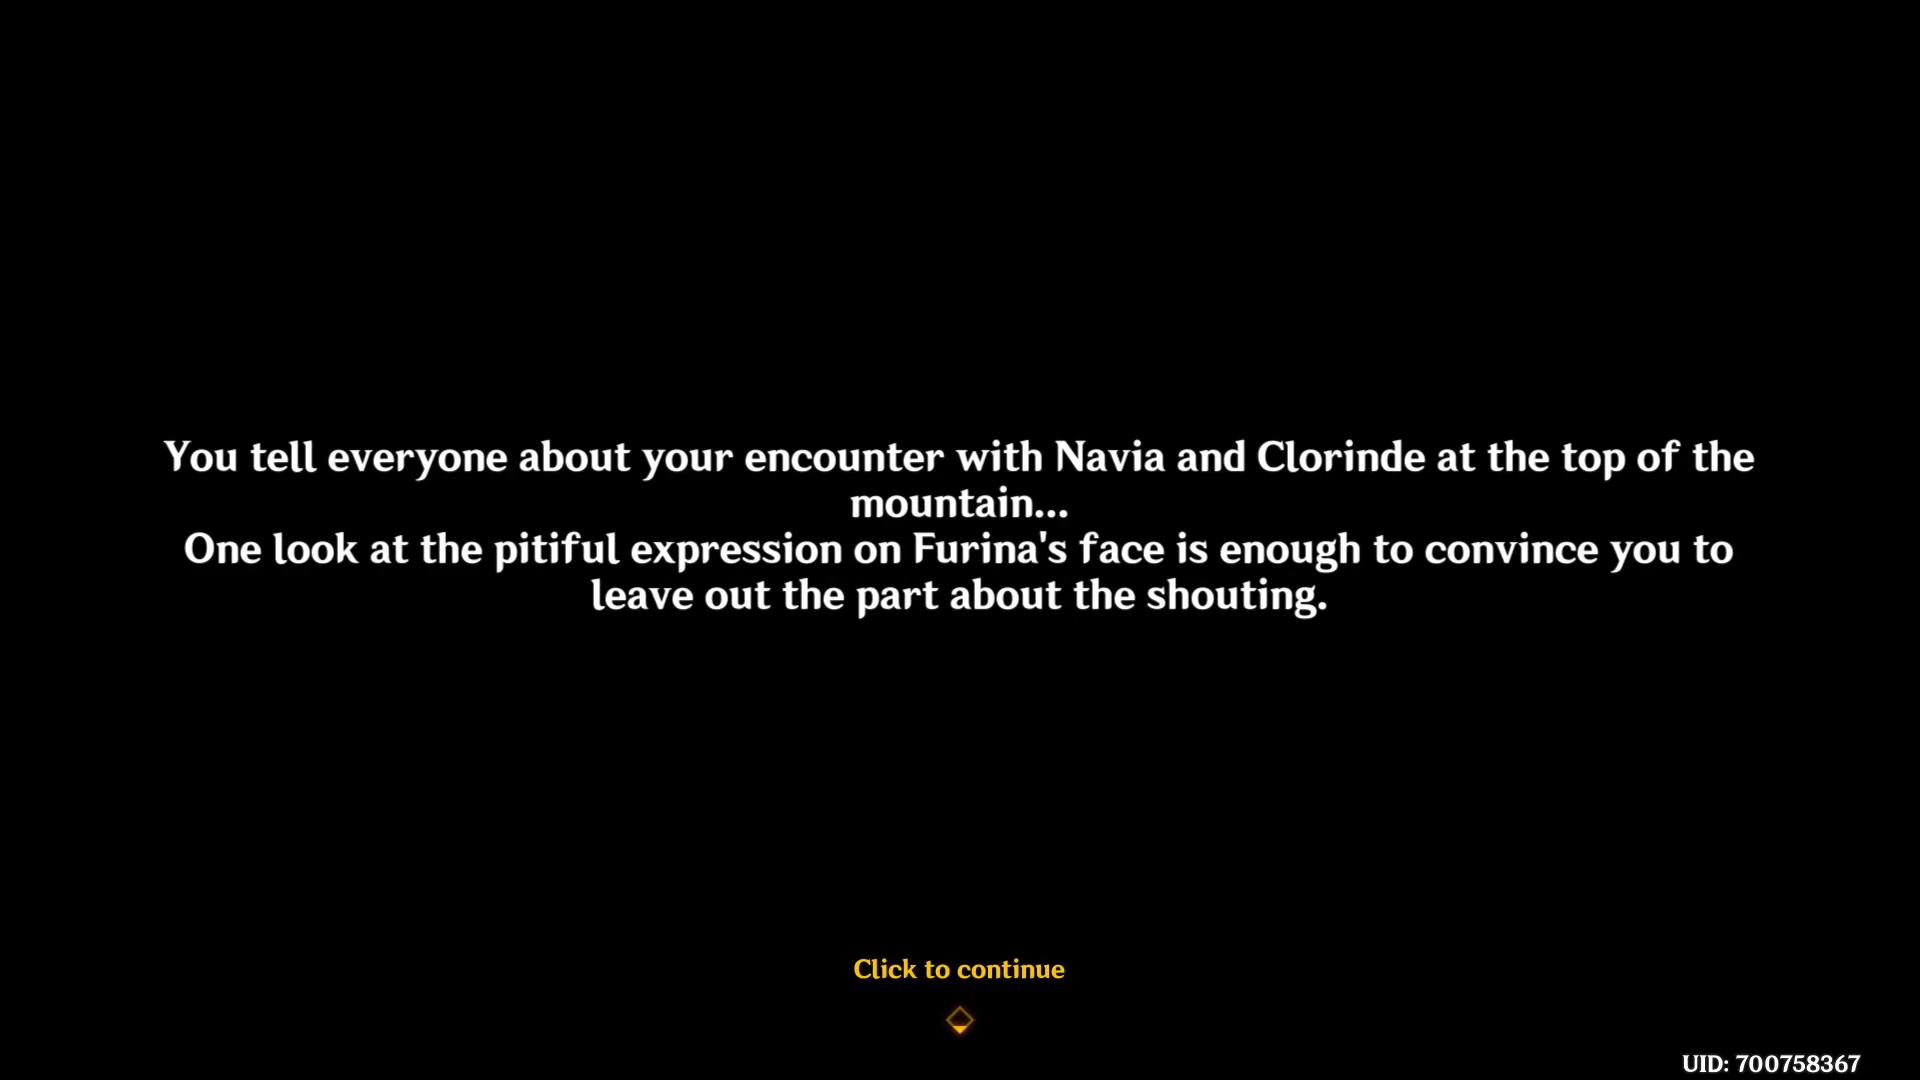 You tell everyone about your encounter with Navia and Clorinde at the top of the
mountain...
One look at the pitiful expression on Furina's face is enough to convince you to
leave out the part about the shouting.
Click to continue
UID: 700758367